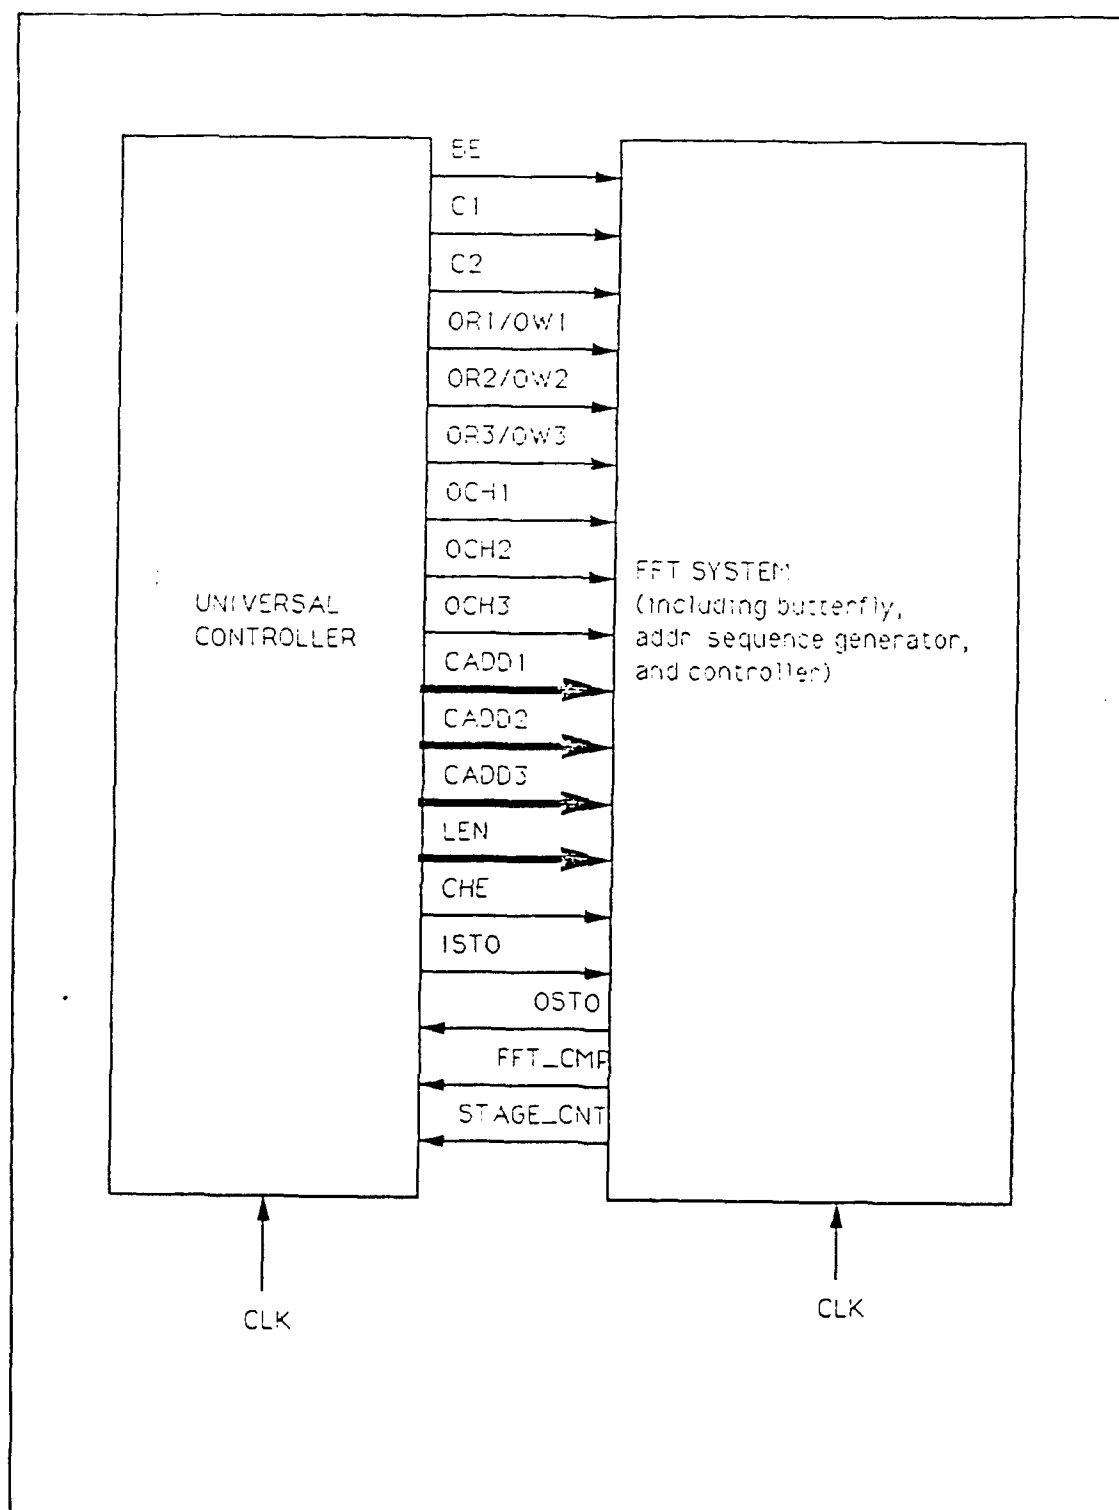 BE
C1
C2
OR1/OW1
OR2/OW2
OR3/OW3
OCH1
OCH2
OCH3
CADD1
CADD2
CADD3
LEN
CHE
ISTO
OSTO
FFT_CMP
STAGE_CNT
UNIVERSAL
CONTROLLER
FFT SYSTEM
(including butterfly,
addr sequence generator,
and controller)
CLK
CLK